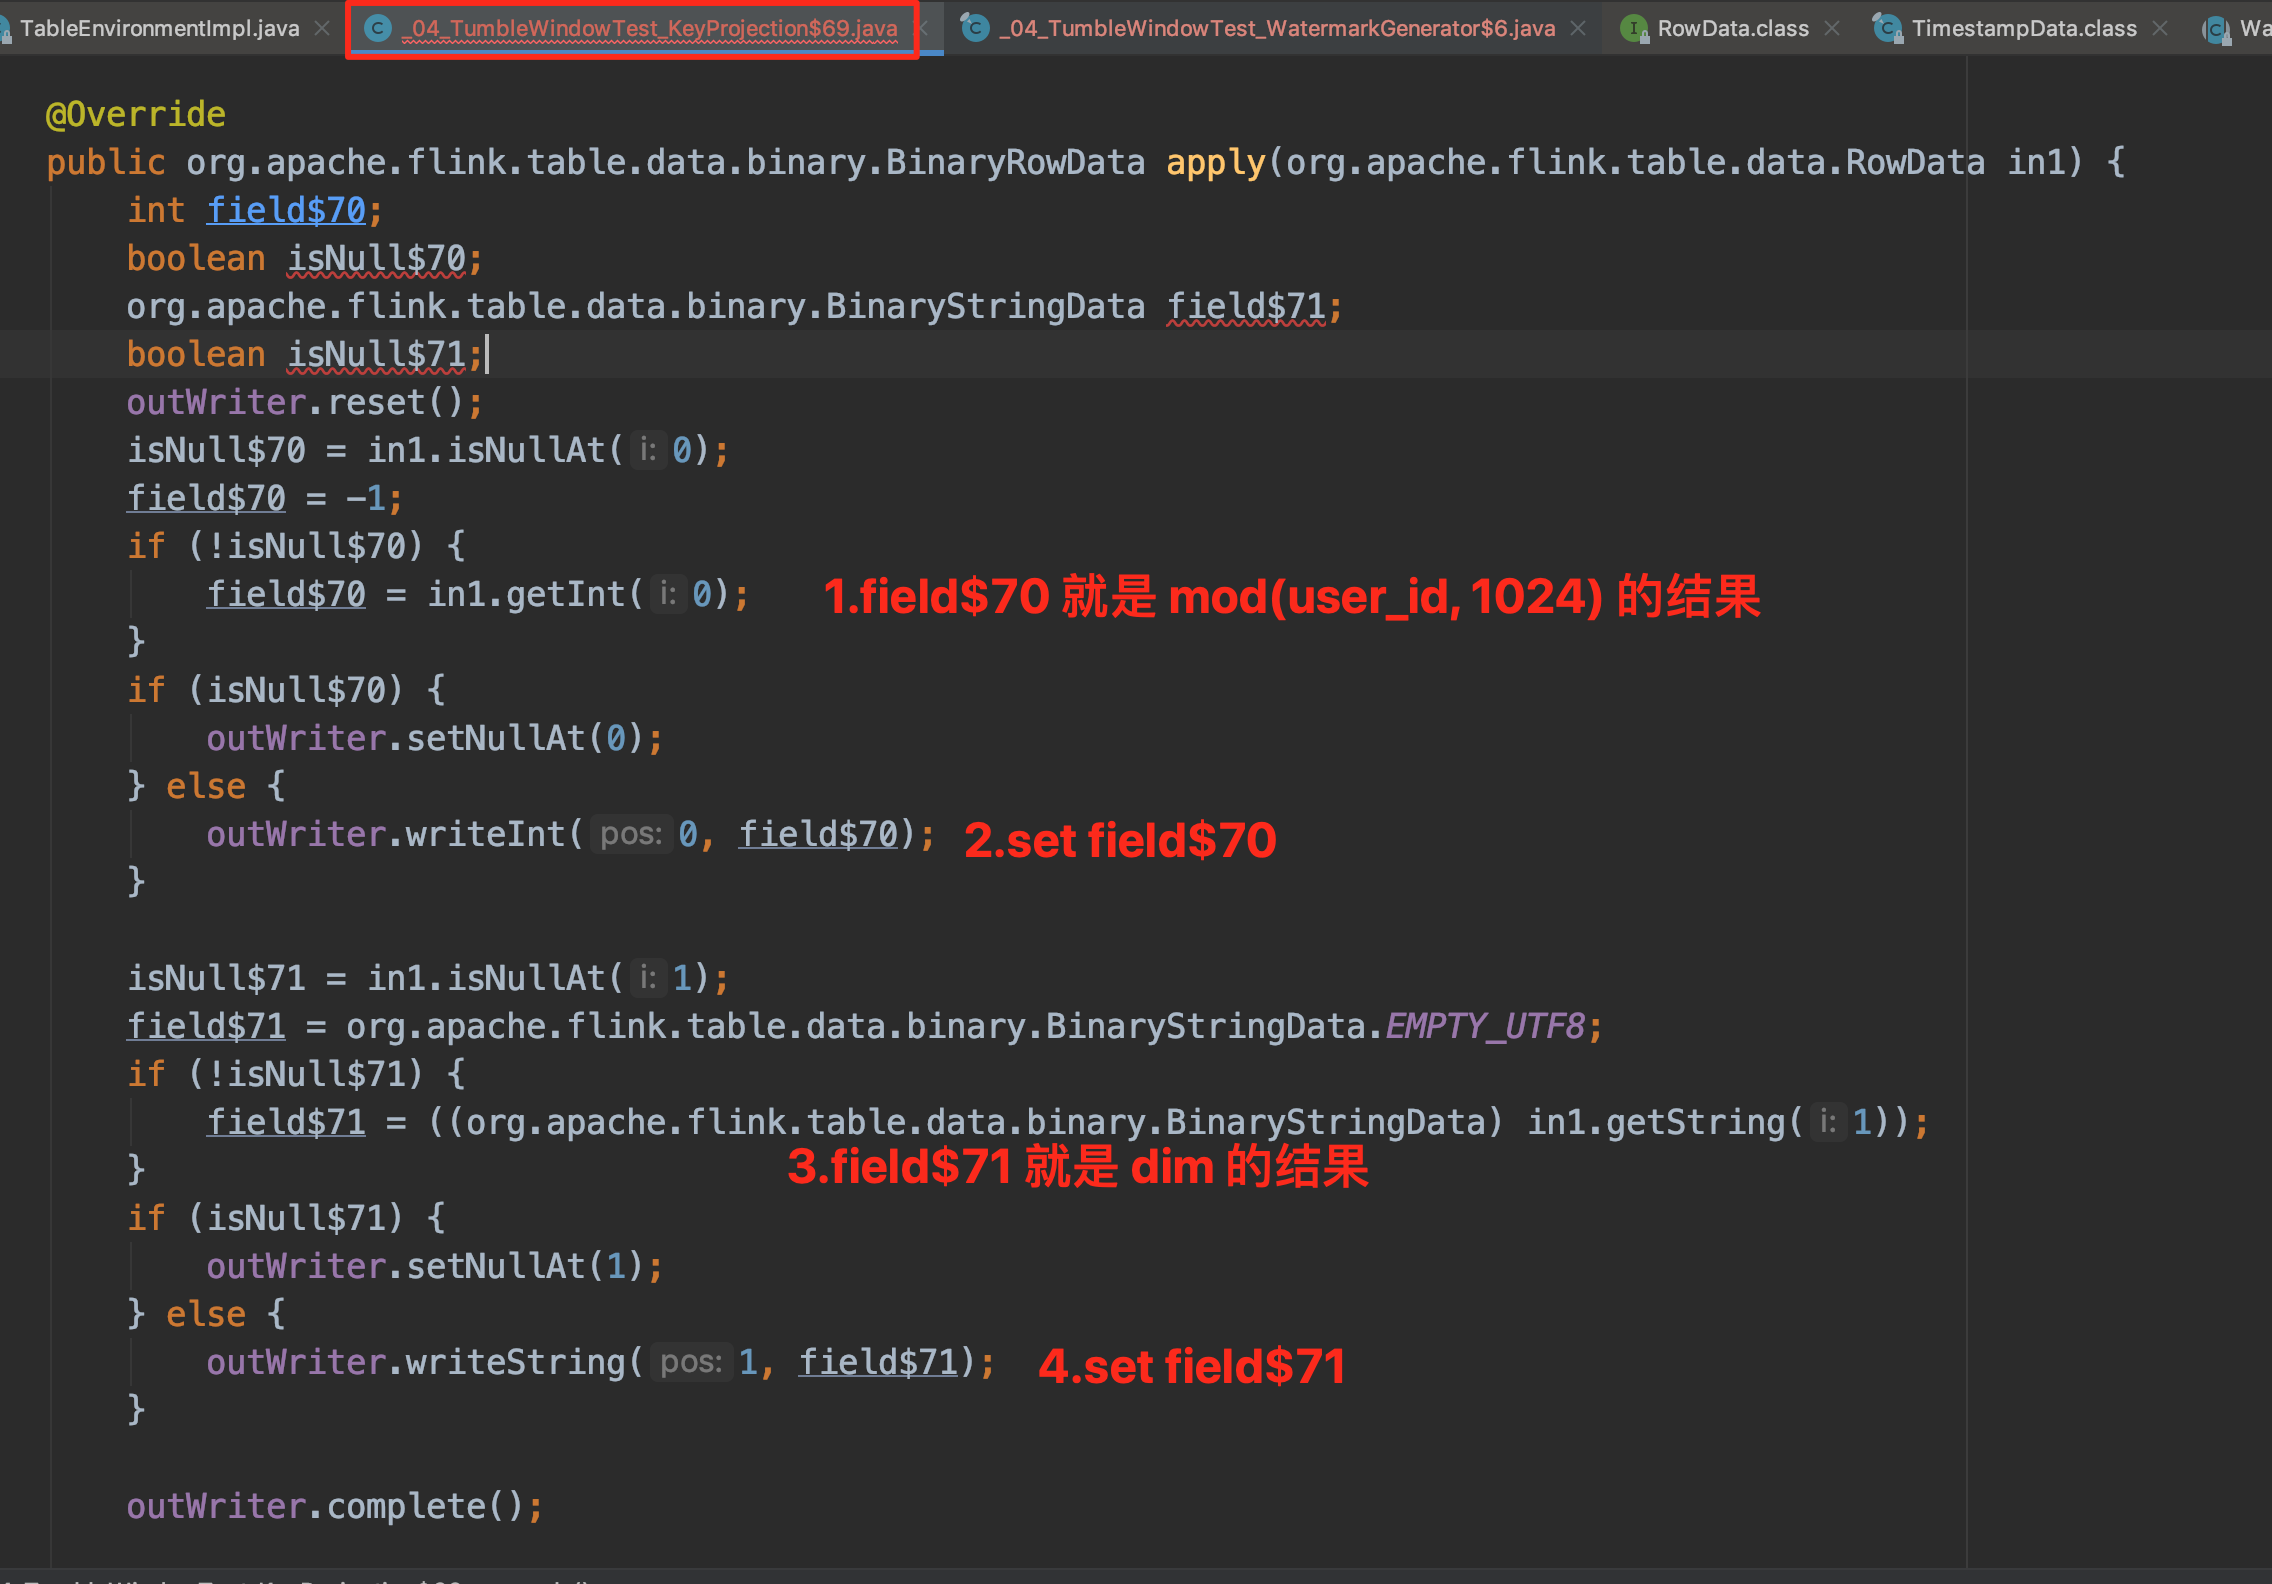 TableEnvironmentImpl.java
_04_TumbleWindowTest_KeyProjection$69.java
_04_TumbleWindowTest_WatermarkGenerator$6.java
RowData.class
TimestampData.class
Wa
@Override
public org.apache.flink.table.data.binary.BinaryRowData apply(org.apache.flink.table.data.RowData in1) {
int field$70;
boolean isNull$70;
org.apache.flink.table.data.binary.BinaryStringData field$71;
boolean isNull$71;
outWriter.reset();
isNull$70 = in1.isNullAt( i: 0);
field$70 = -1;
if (!isNull$70) {
field$70 = in1.getInt( i: 0); 1.field$70 就是 mod(user_id, 1024) 的结果
}
if (isNull$70) {
outWriter.setNullAt(0);
} else {
outWriter.writeInt( pos: 0, field$70); 2.set field$70
}
isNull$71 = in1.isNullAt( i: 1);
field$71 = org.apache.flink.table.data.binary.BinaryStringData.EMPTY_UTF8;
if (!isNull$71) {
field$71 = ((org.apache.flink.table.data.binary.BinaryStringData) in1.getString( i: 1));
} 3.field$71 就是 dim 的结果
if (isNull$71) {
outWriter.setNullAt(1);
} else {
outWriter.writeString( pos: 1, field$71); 4.set field$71
}
outWriter.complete();